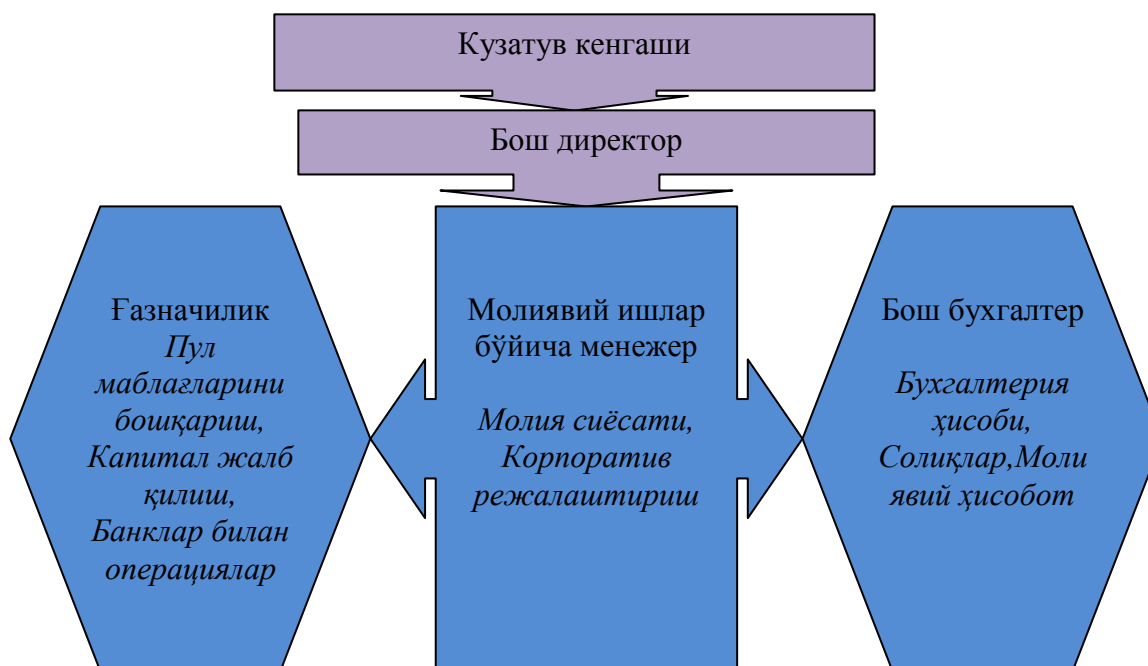 Кузатув кенгаши
Бош директор
Ғазначилик
Пул
маблағларини
бошқариш,
Капитал жалб
қилиш,
Банклар билан
операциялар
Молиявий ишлар
бўйича менежер
Молия сиёсати,
Корпоратив
режалаштириш
Бош бухгалтер
Бухгалтерия
ҳисоби,
Солиқлар,Моли
явий ҳисобот